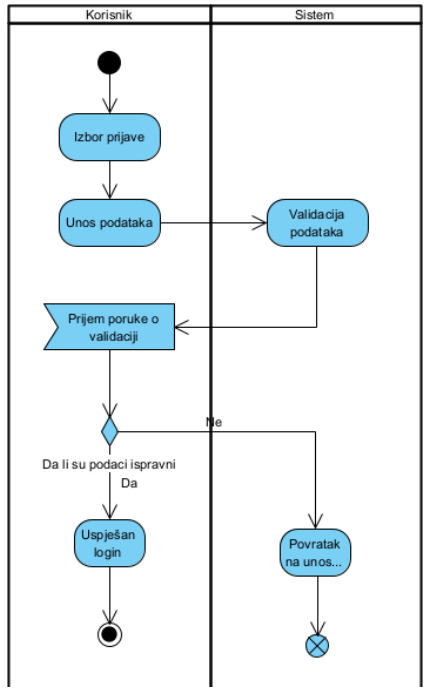 Korisnik
Sistem
Izbor prijave
Unos podataka
Validacija
podataka
Prijem poruke o
validaciji
Ne
Da li su podaci ispravni
Da
Uspješan
login
Povratak
na unos...